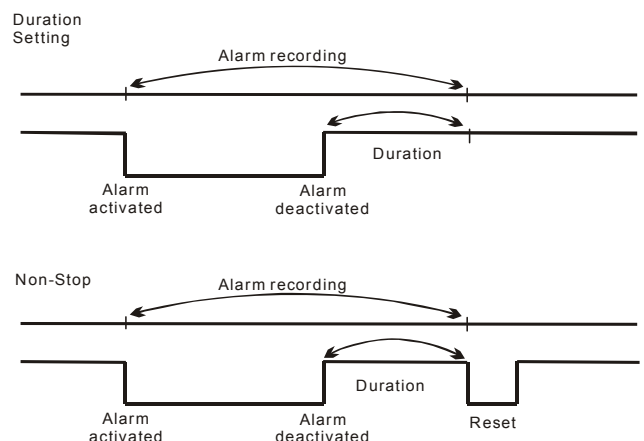 Duration
Setting
Alarm recording
Duration
Alarm
activated
Alarm
deactivated
Non-Stop
Alarm recording
Duration
Alarm
activated
Alarm
deactivated
Reset